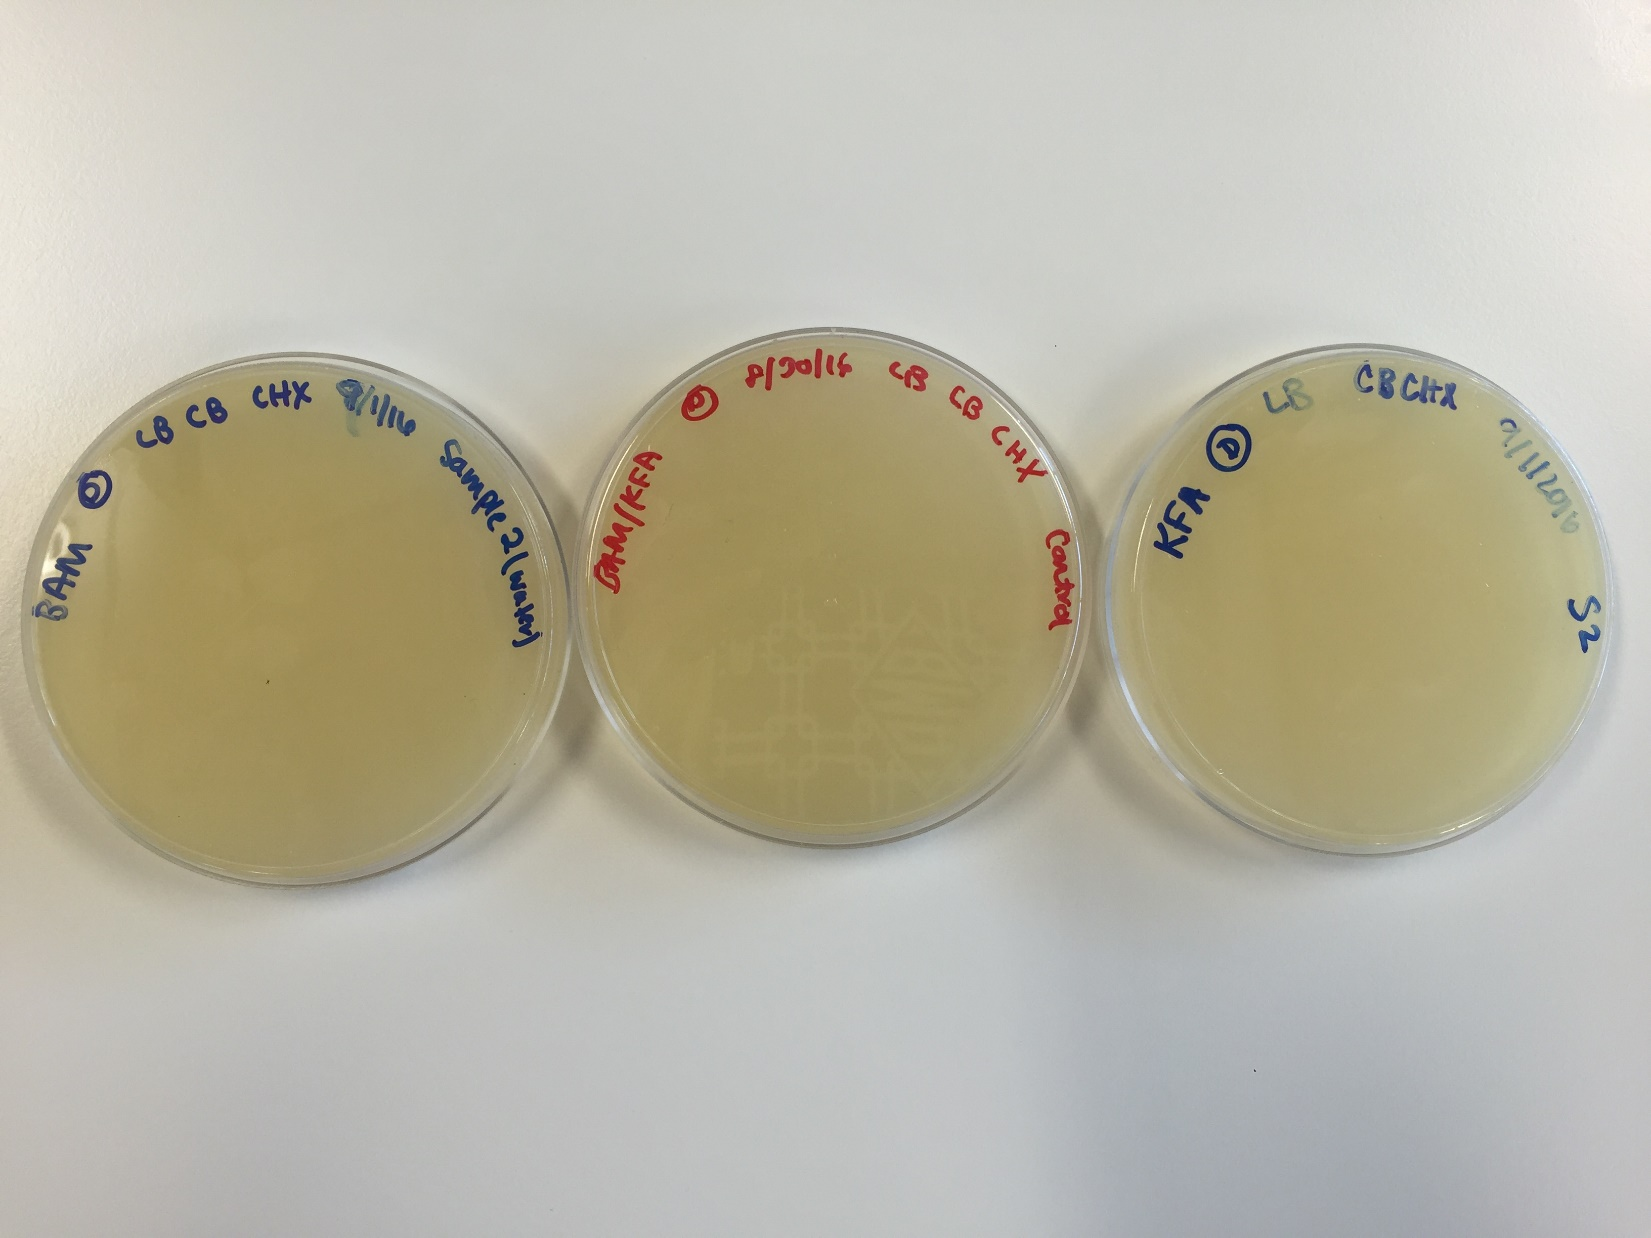 BAM D LB CB CHX 9/1/16 Sample 2 (water)
BAM/KFA D 8/30/16 LB CB CHX Control
KFA D LB CB CHX 9/1/2016 S2